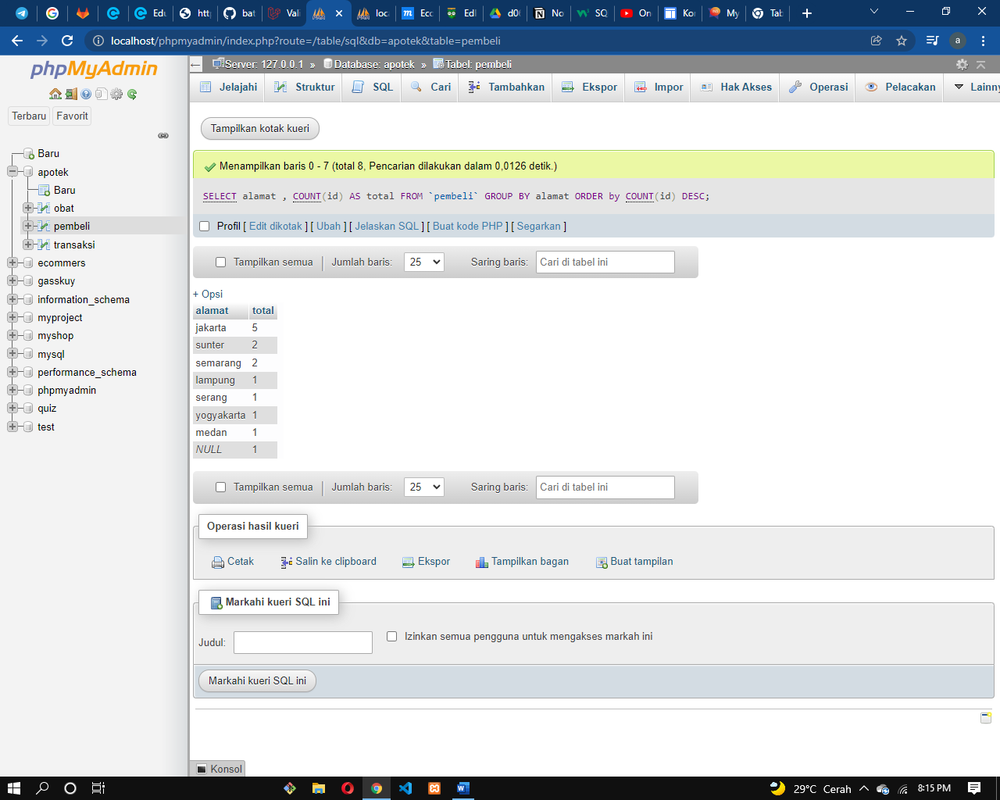 Edu
http
bat
Vali
loca
Ecc
EdI
d00
No
SQ
On
Kor
My
Tab
localhost/phpmyadmin/index.php?route=/table/sql&db=apotek&table=pembeli
a
phpMyAdmin
Terbaru
Favorit
Baru
apotek
Baru
obat
pembeli
transaksi
ecommers
gasskuy
information_schema
myproject
myshop
mysql
performance_schema
phpmyadmin
quiz
test
Server: 127.0.0.1 » Database: apotek » Tabel: pembeli
Jelajahi Struktur SQL Cari Tambahkan Ekspor Impor Hak Akses Operasi Pelacakan Lainny
Tampilkan kotak kueri
Menampilkan baris 0 - 7 (total 8, Pencarian dilakukan dalam 0,0126 detik.)
SELECT alamat , COUNT(id) AS total FROM `pembeli` GROUP BY alamat ORDER by COUNT(id) DESC;
Profil [ Edit dikotak ] [ Ubah ] [ Jelaskan SQL ] [ Buat kode PHP ] [ Segarkan ]
Tampilkan semua Jumlah baris: 25 Saring baris: Cari di tabel ini
+ Opsi
alamat total
jakarta 5
sunter 2
semarang 2
lampung 1
serang 1
yogyakarta 1
medan 1
NULL 1
Tampilkan semua Jumlah baris: 25 Saring baris: Cari di tabel ini
Operasi hasil kueri
Cetak Salin ke clipboard Ekspor Tampilkan bagan Buat tampilan
Markahi kueri SQL ini
Judul: Izinkan semua pengguna untuk mengakses markah ini
Markahi kueri SQL ini
Konsol
29°C Cerah 8:15 PM